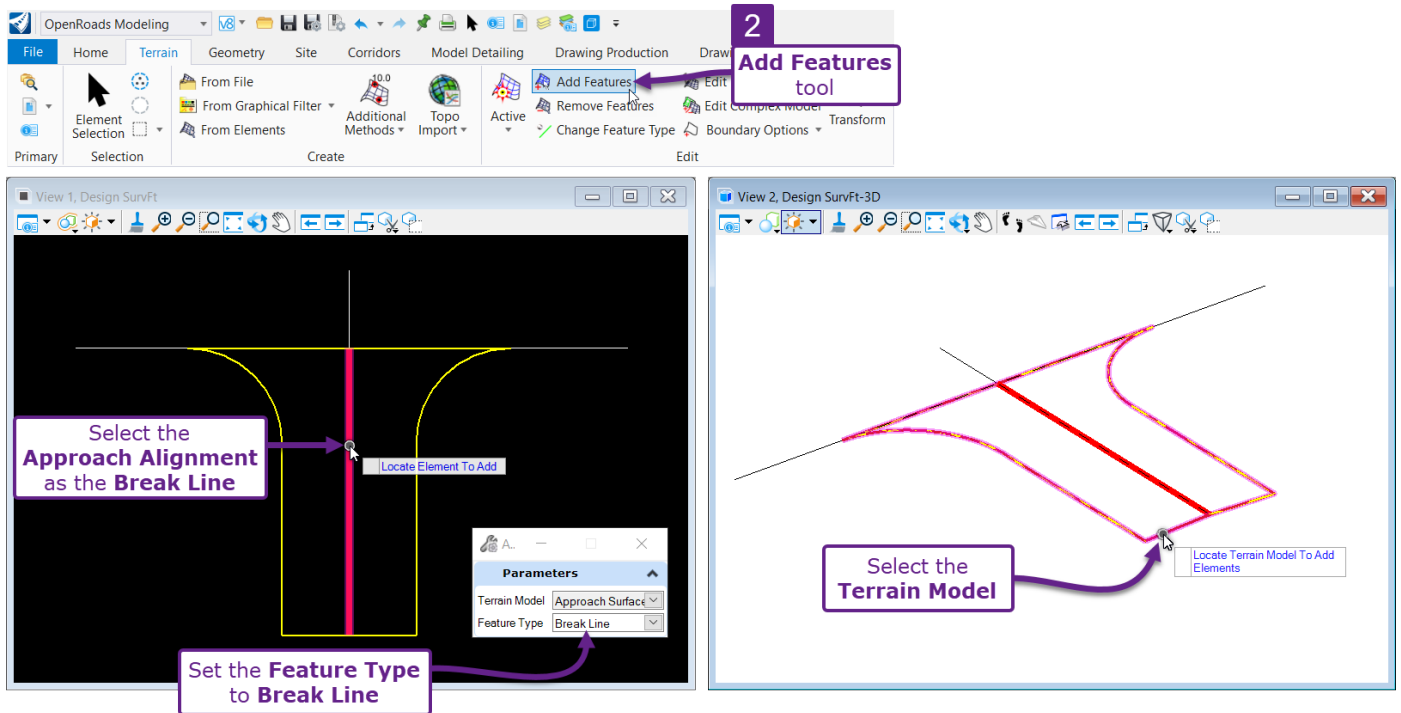 OpenRoads Modeling
2
File Home Terrain Geometry Site Corridors Model Detailing Drawing Production
Add Features
tool
Element
Selection
From File
From Graphical Filter
From Elements
10.0
Additional
Methods
Topo
Import
Active
Add Features
Remove Features
Change Feature Type
Edit
Edit Complex Model
Boundary Options
Transform
Primary Selection Create Edit
View 1, Design SurvFt
Select the
Approach Alignment
as the Break Line
Locate Element To Add
A..
Parameters
Terrain Model Approach Surface
Feature Type Break Line
Set the Feature Type
to Break Line
View 2, Design SurvFt-3D
Locate Terrain Model To Add
Elements
Select the
Terrain Model